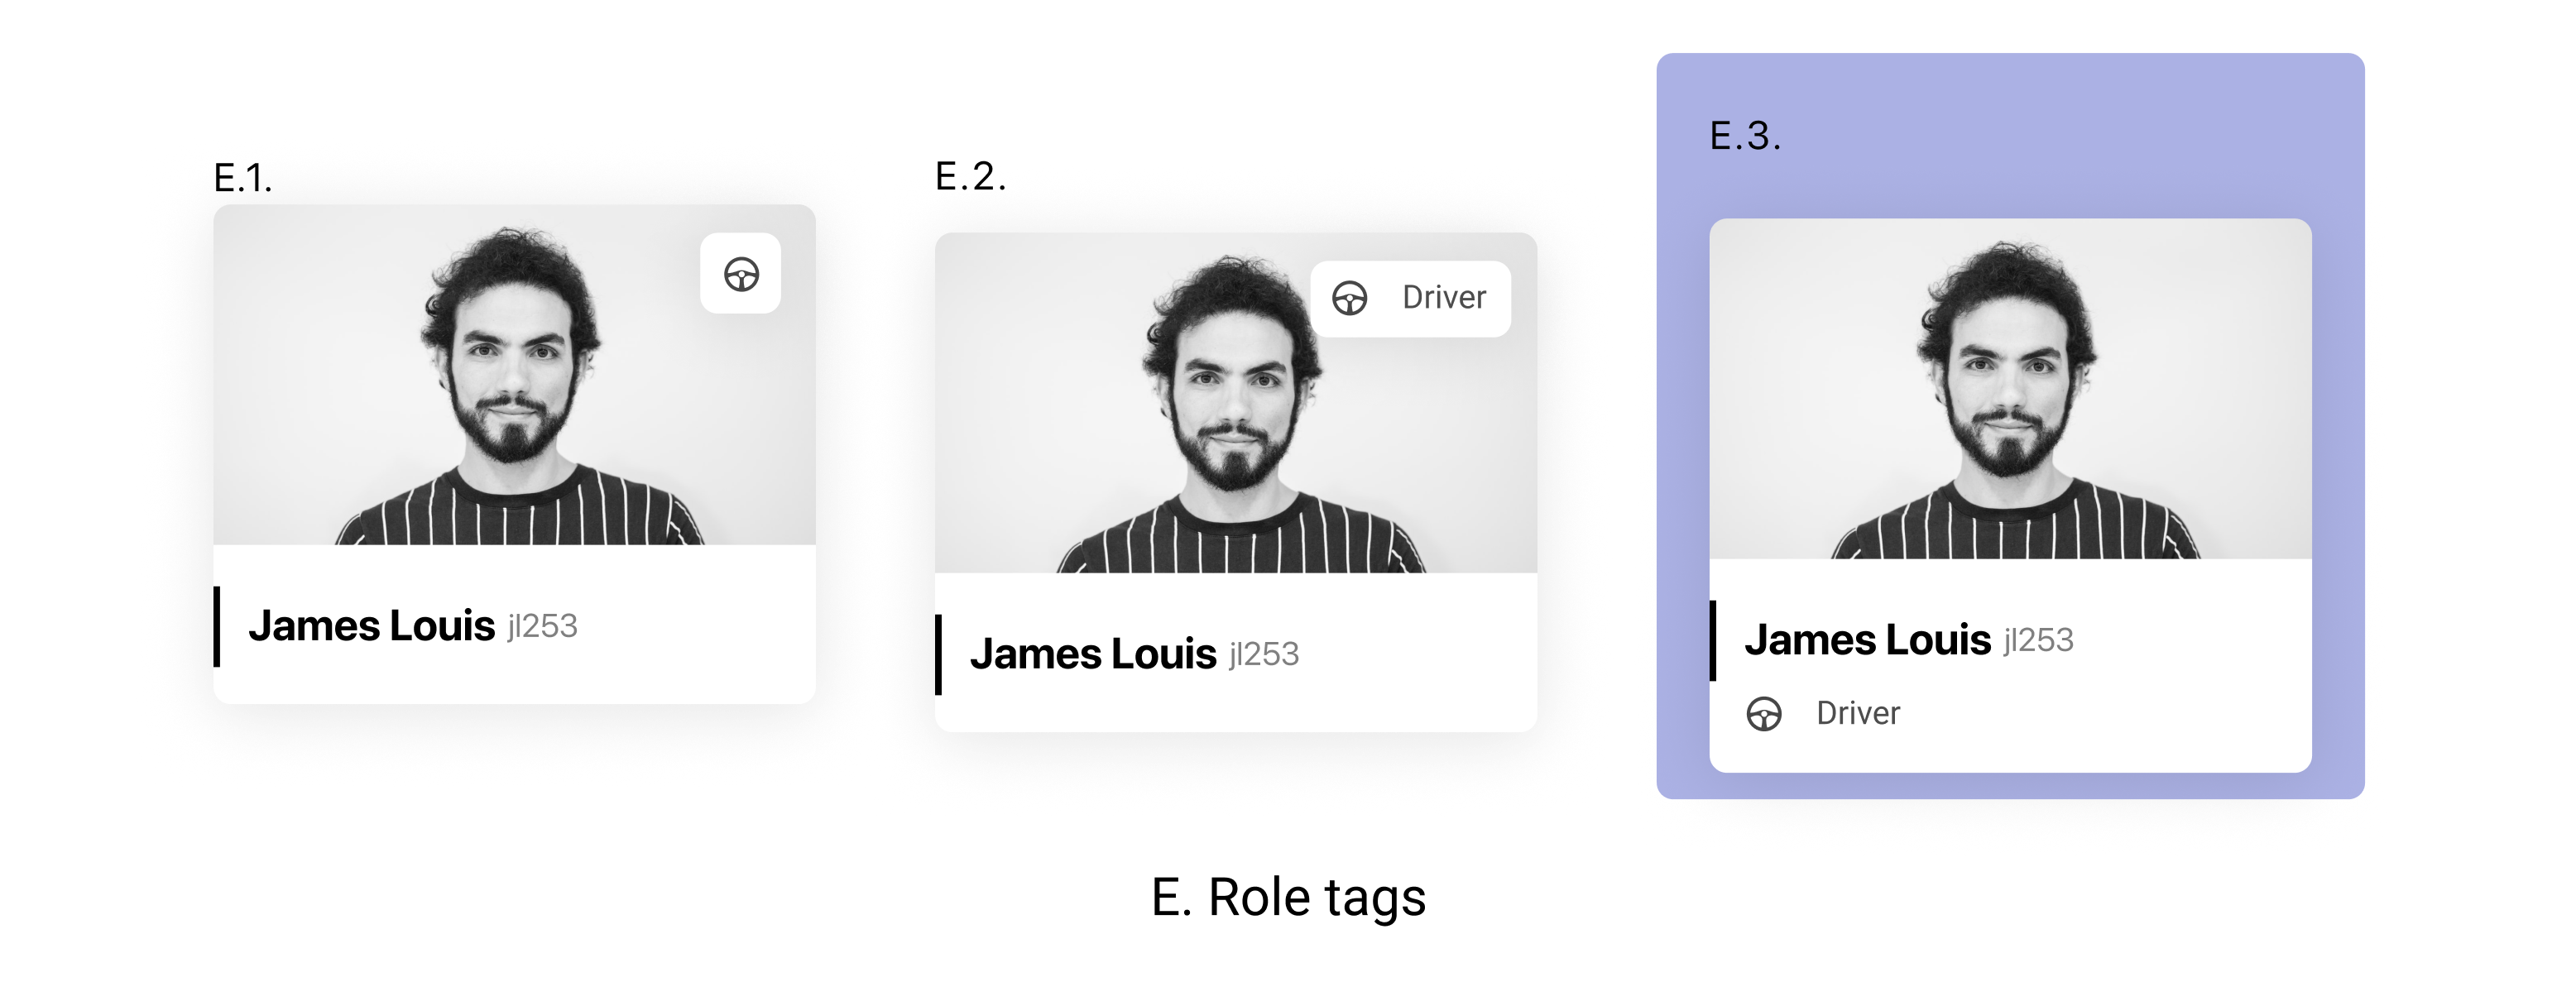 E.1.
James Louis jl253
E.2.
Driver
James Louis jl253
E.3.
James Louis jl253
Driver
E. Role tags